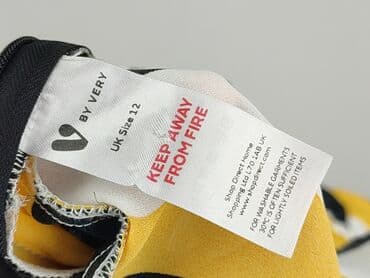 V BY VERY
UK Size 12
KEEP AWAY
FROM FIRE
Shop Direct Home
Shopping Ltd L70 1AB UK
www.shopdirect.com
FOR WASHABLE GARMENTS
30°C IS OFTEN SUFFICIENT
FOR LIGHTLY SOILED ITEMS